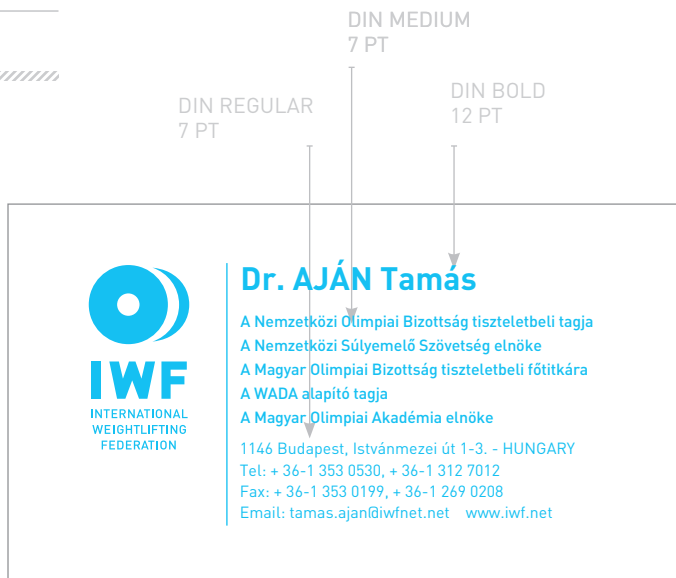 DIN MEDIUM
7 PT
DIN BOLD
12 PT
DIN REGULAR
7 PT
Dr. AJÁN Tamás
A Nemzetközi Olimpiai Bizottság tiszteletbeli tagja
A Nemzetközi Súlyemelő Szövetség elnöke
A Magyar Olimpiai Bizottság tiszteletbeli főtitkára
A WADA alapító tagja
A Magyar Olimpiai Akadémia elnöke
1146 Budapest, Istvánmezei út 1-3. - HUNGARY
Tel: + 36-1 353 0530, + 36-1 312 7012
Fax: + 36-1 353 0199, + 36-1 269 0208
Email: tamas.ajan@iwfnet.net www.iwf.net
IWF
INTERNATIONAL
WEIGHTLIFTING
FEDERATION